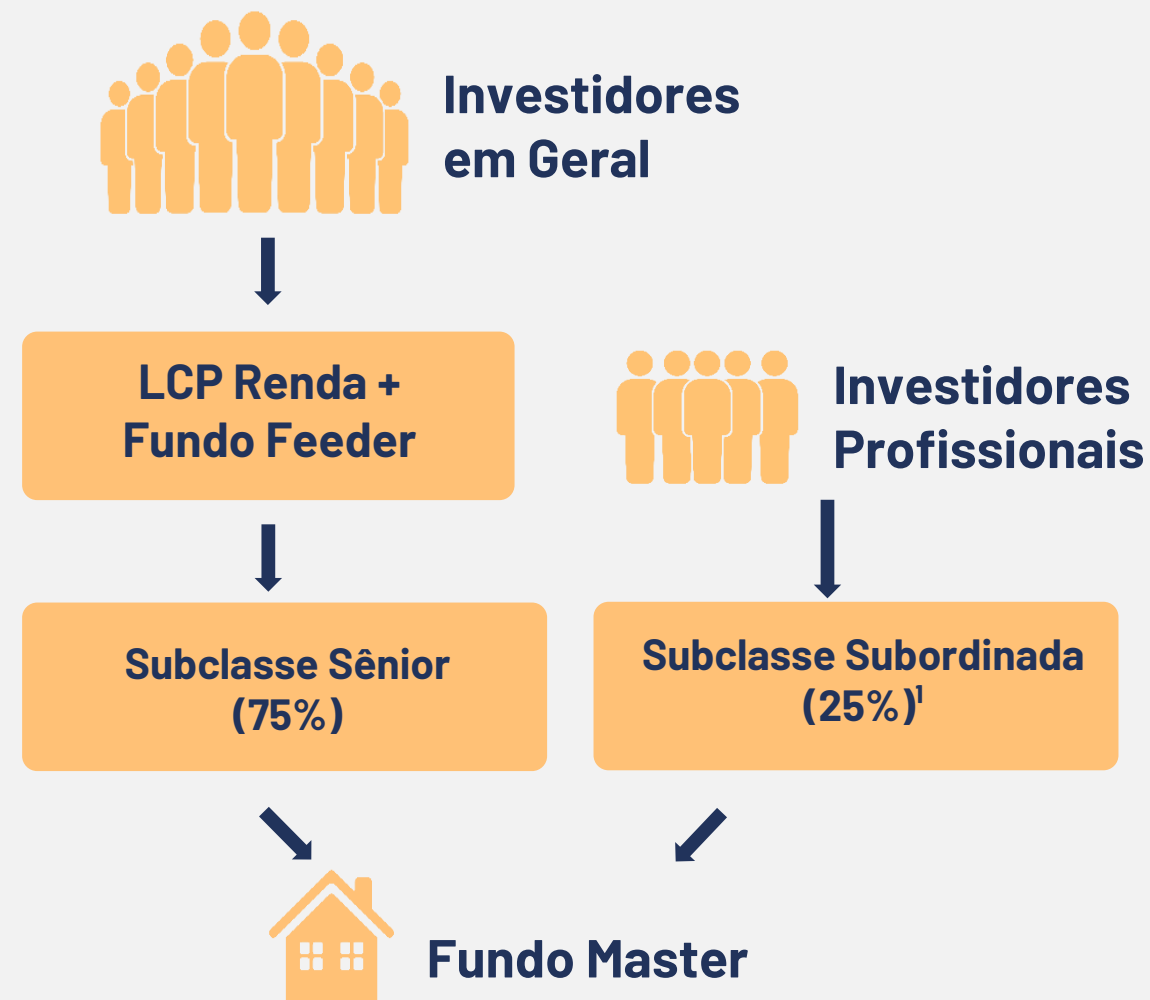 Investidores
em Geral
LCP Renda +
Fundo Feeder
Investidores
Profissionais
Subclasse Sênior
(75%)
Subclasse Subordinada
(25%)¹
Fundo Master